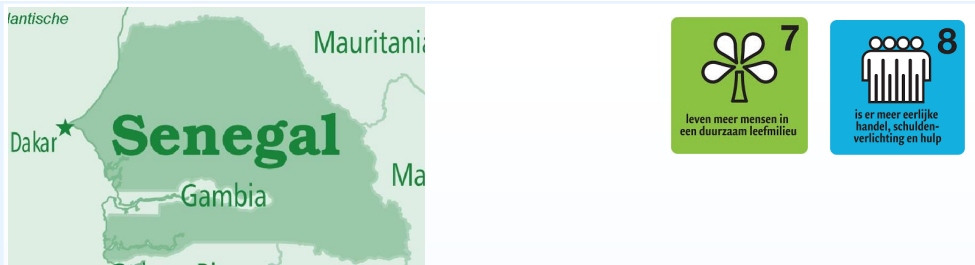 lantische
Mauritania
Dakar
Senegal
Ma
Gambia
7
leven meer mensen in
een duurzaam leefmilieu
8
is er meer eerlijke
handel, schulden-
verlichting en hulp